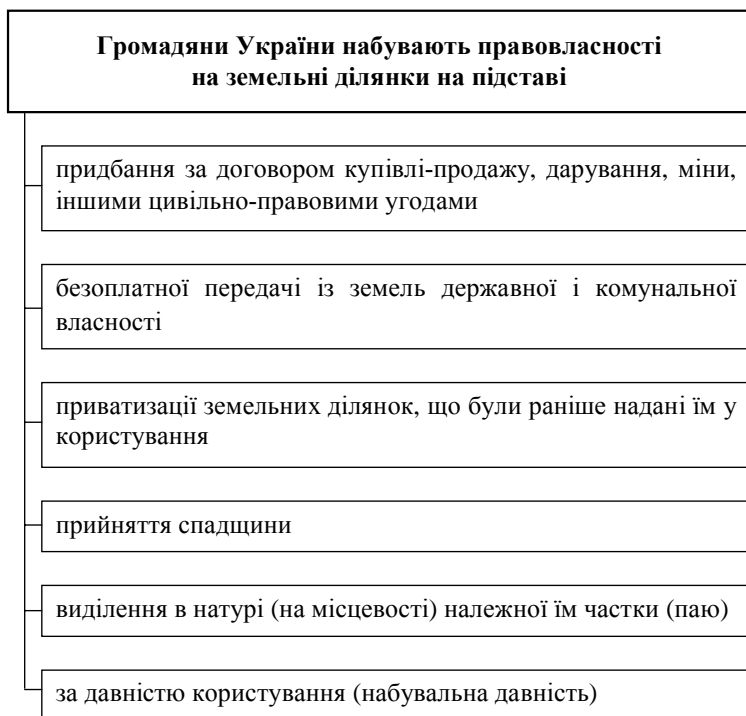 Громадяни України набувають правовласності
на земельні ділянки на підставі
придбання за договором купівлі-продажу, дарування, міни,
іншими цивільно-правовими угодами
безоплатної передачі із земель державної і комунальної
власності
приватизації земельних ділянок, що були раніше надані їм у
користування
прийняття спадщини
виділення в натурі (на місцевості) належної їм частки (паю)
за давністю користування (набувальна давність)